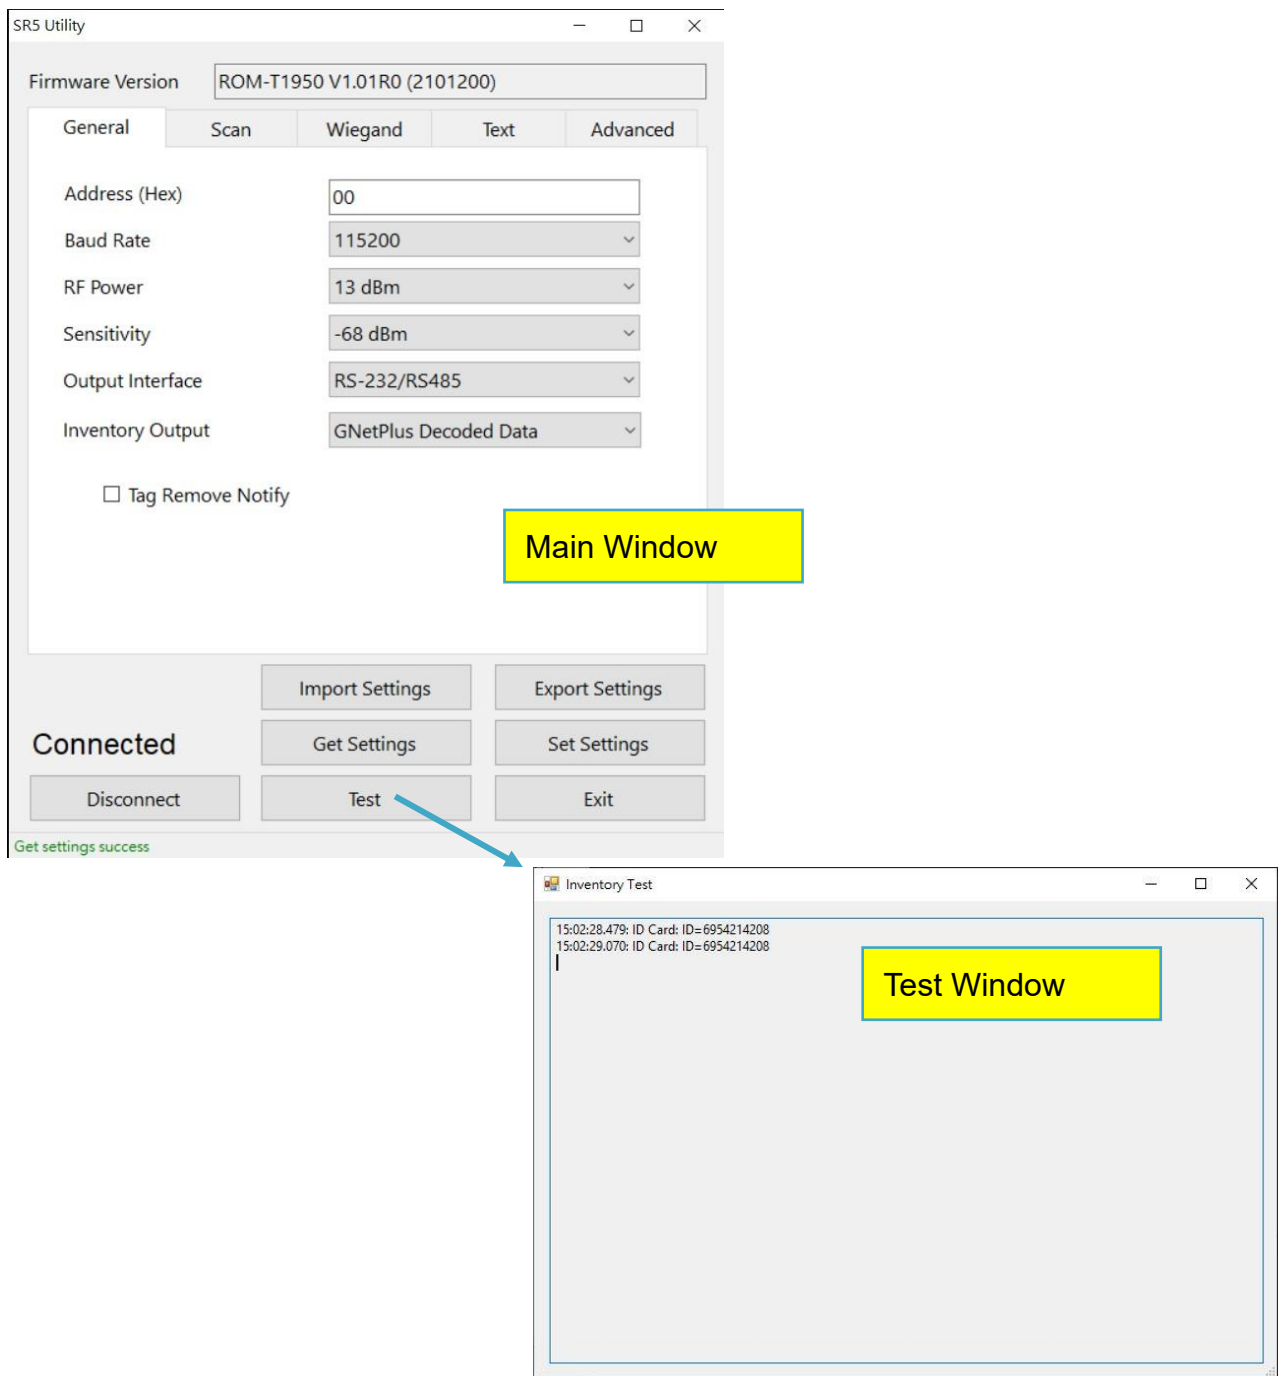 SR5 Utility
Firmware Version ROM-T1950 V1.01R0 (2101200)
General Scan Wiegand Text Advanced
Address (Hex) 00
Baud Rate 115200
RF Power 13 dBm
Sensitivity -68 dBm
Output Interface RS-232/RS485
Inventory Output GNetPlus Decoded Data
Tag Remove Notify
Main Window
Import Settings Export Settings
Connected Get Settings Set Settings
Disconnect Test Exit
Get settings success
Inventory Test
15:02:28.479: ID Card: ID=6954214208
15:02:29.070: ID Card: ID=6954214208
Test Window